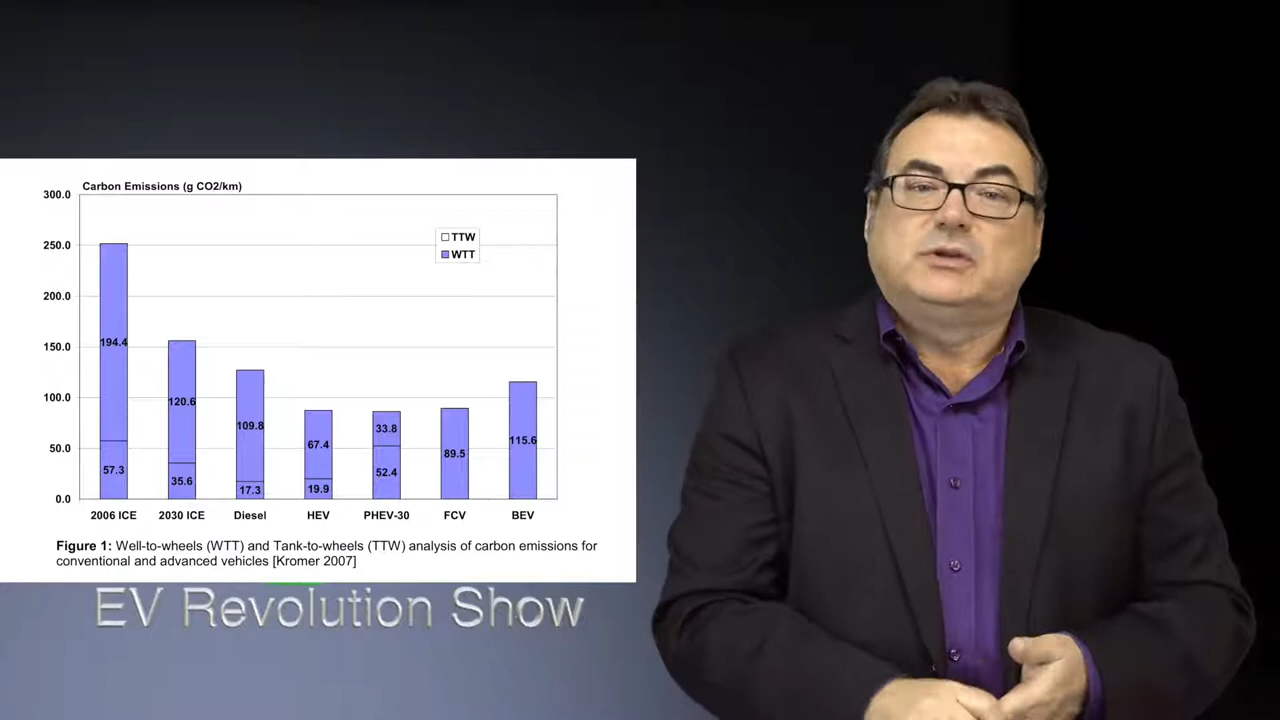 Carbon Emissions (g CO2/km)
300.0
250.0
200.0
150.0
100.0
50.0
0.0
TTW
WTT
194.4
57.3
120.6
35.6
109.8
17.3
67.4
19.9
33.8
52.4
89.5
115.6
2006 ICE
2030 ICE
Diesel
HEV
PHEV-30
FCV
BEV
Figure 1: Well-to-wheels (WTT) and Tank-to-wheels (TTW) analysis of carbon emissions for
conventional and advanced vehicles [Kromer 2007]
EV Revolution Show